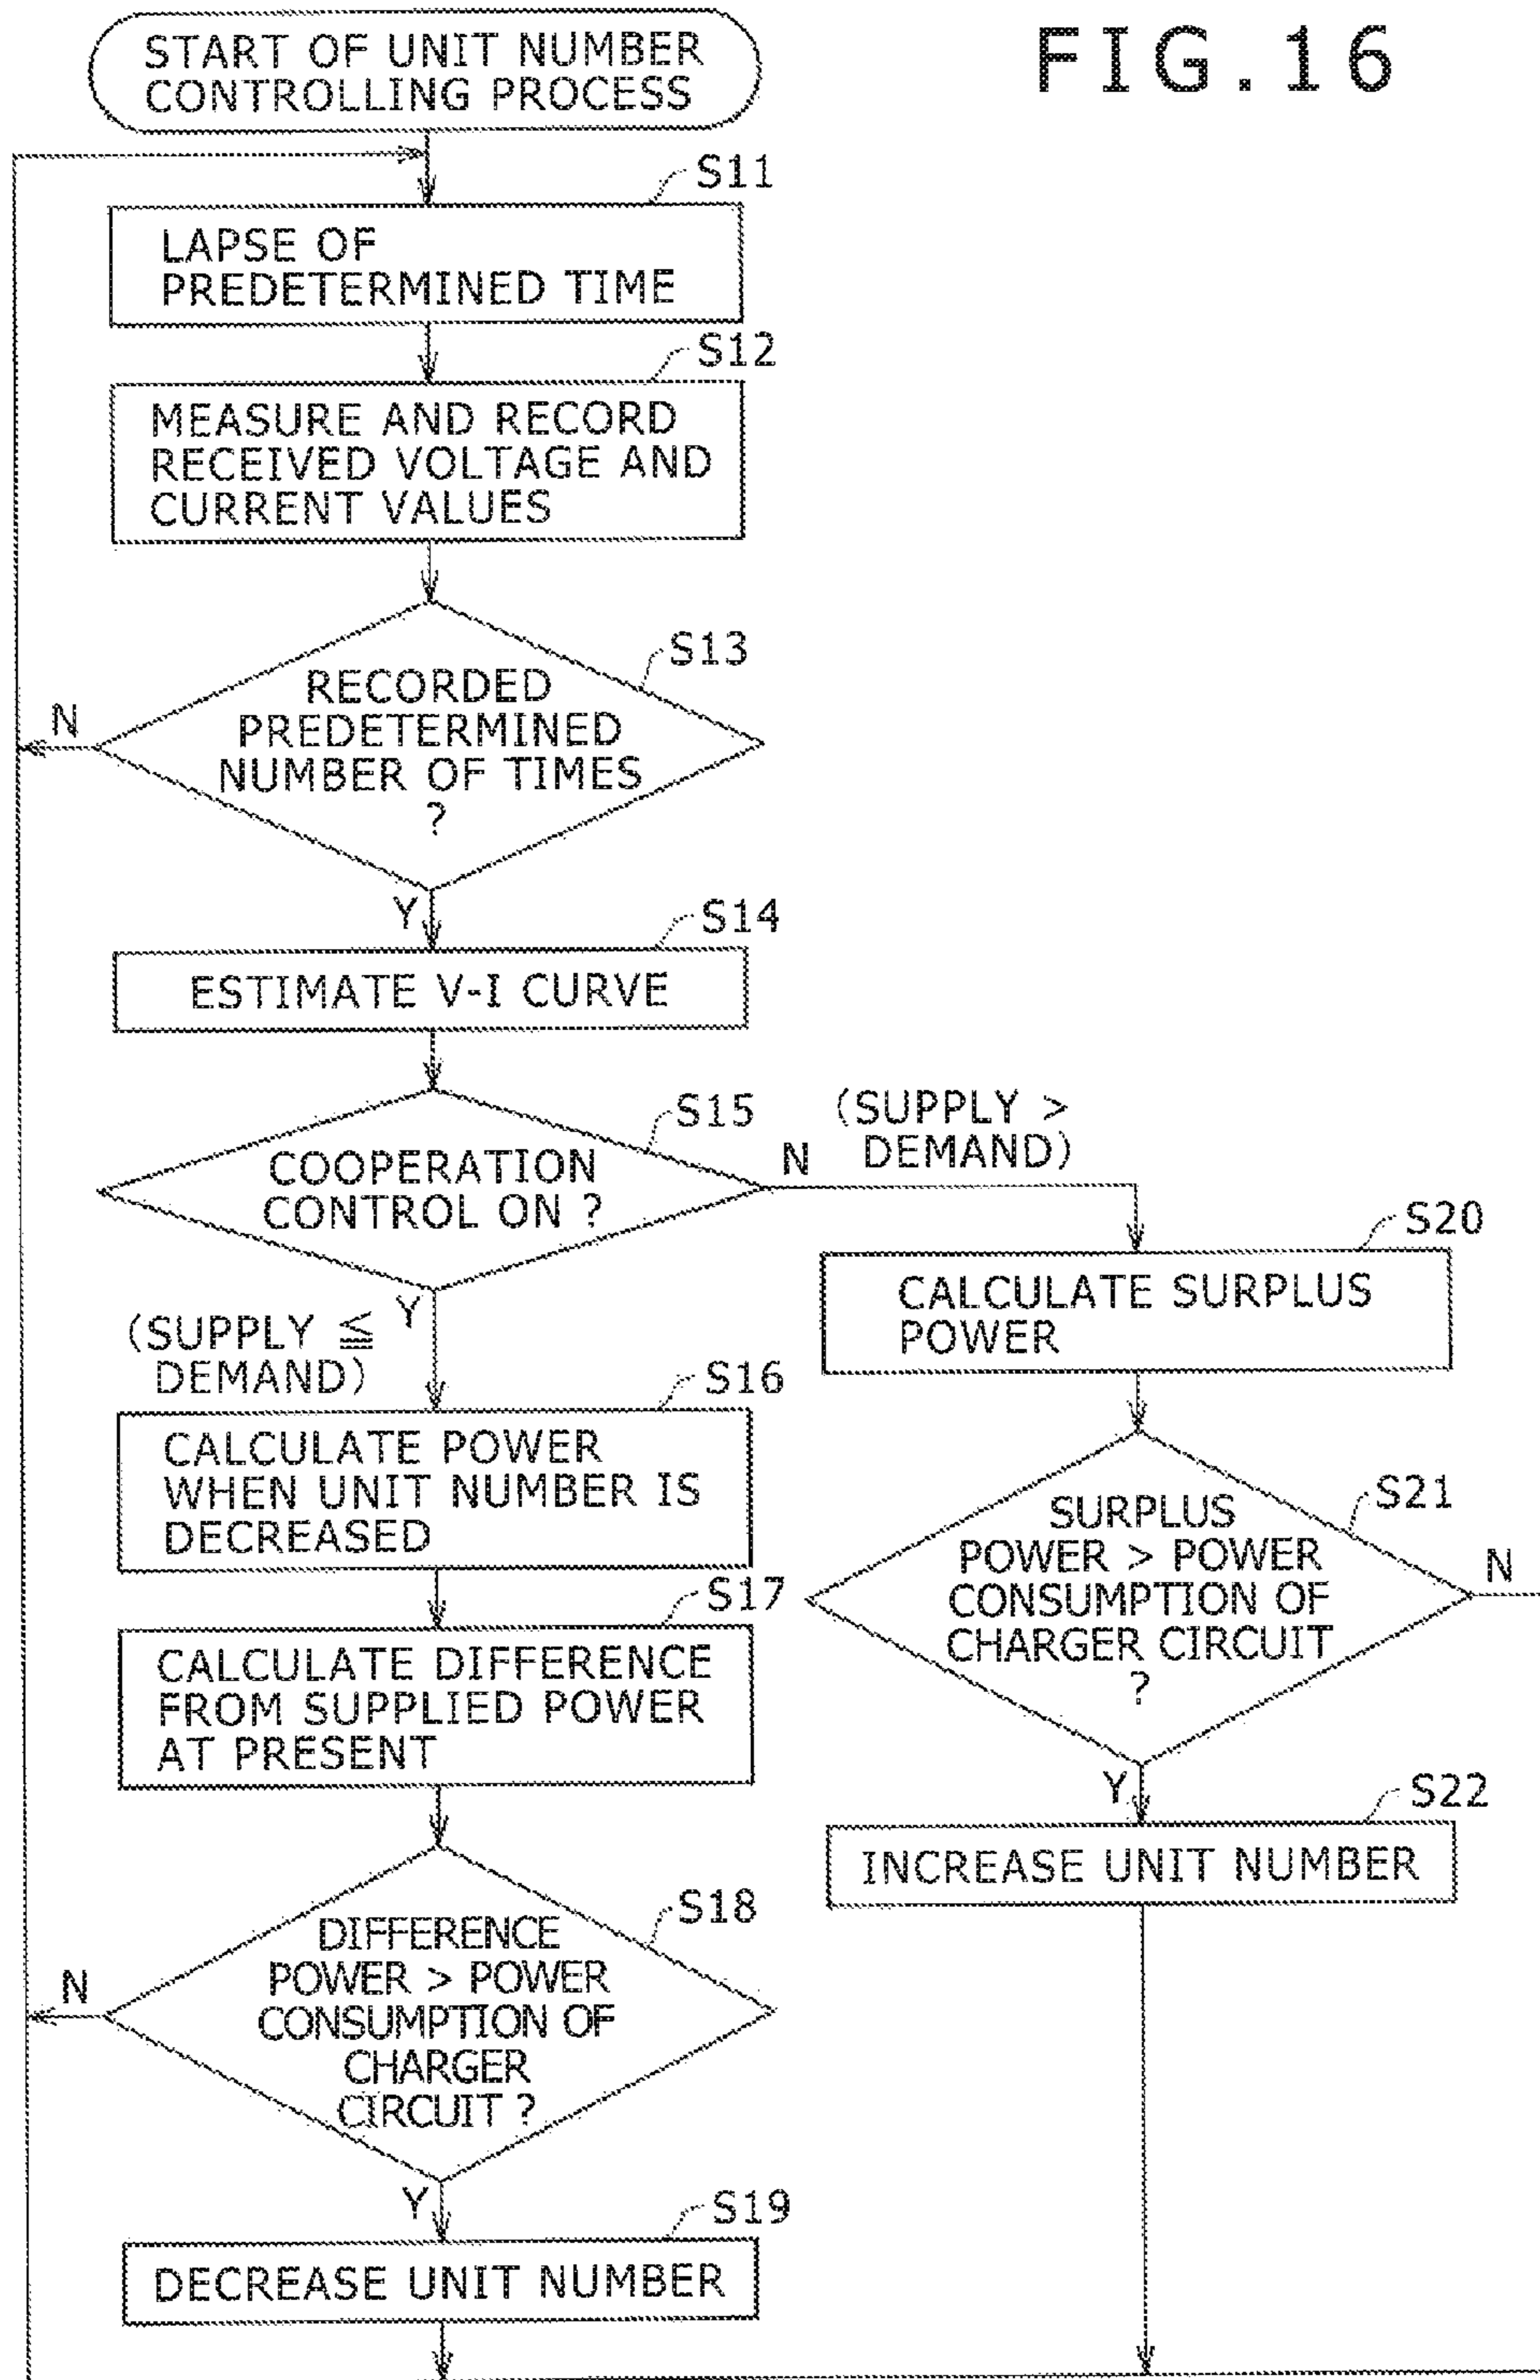 FIG.16
START OF UNIT NUMBER
CONTROLLING PROCESS
S11
LAPSE OF
PREDETERMINED TIME
S12
MEASURE AND RECORD
RECEIVED VOLTAGE AND
CURRENT VALUES
S13
RECORDED
PREDETERMINED
NUMBER OF TIMES
?
N
Y
S14
ESTIMATE V-I CURVE
S15
COOPERATION
CONTROL ON ?
N
(SUPPLY >
DEMAND)
Y
(SUPPLY ≦
DEMAND)
S16
CALCULATE POWER
WHEN UNIT NUMBER IS
DECREASED
S17
CALCULATE DIFFERENCE
FROM SUPPLIED POWER
AT PRESENT
S18
DIFFERENCE
POWER > POWER
CONSUMPTION OF
CHARGER
CIRCUIT ?
N
Y
S19
DECREASE UNIT NUMBER
S20
CALCULATE SURPLUS
POWER
S21
SURPLUS
POWER > POWER
CONSUMPTION OF
CHARGER CIRCUIT
?
N
Y
S22
INCREASE UNIT NUMBER